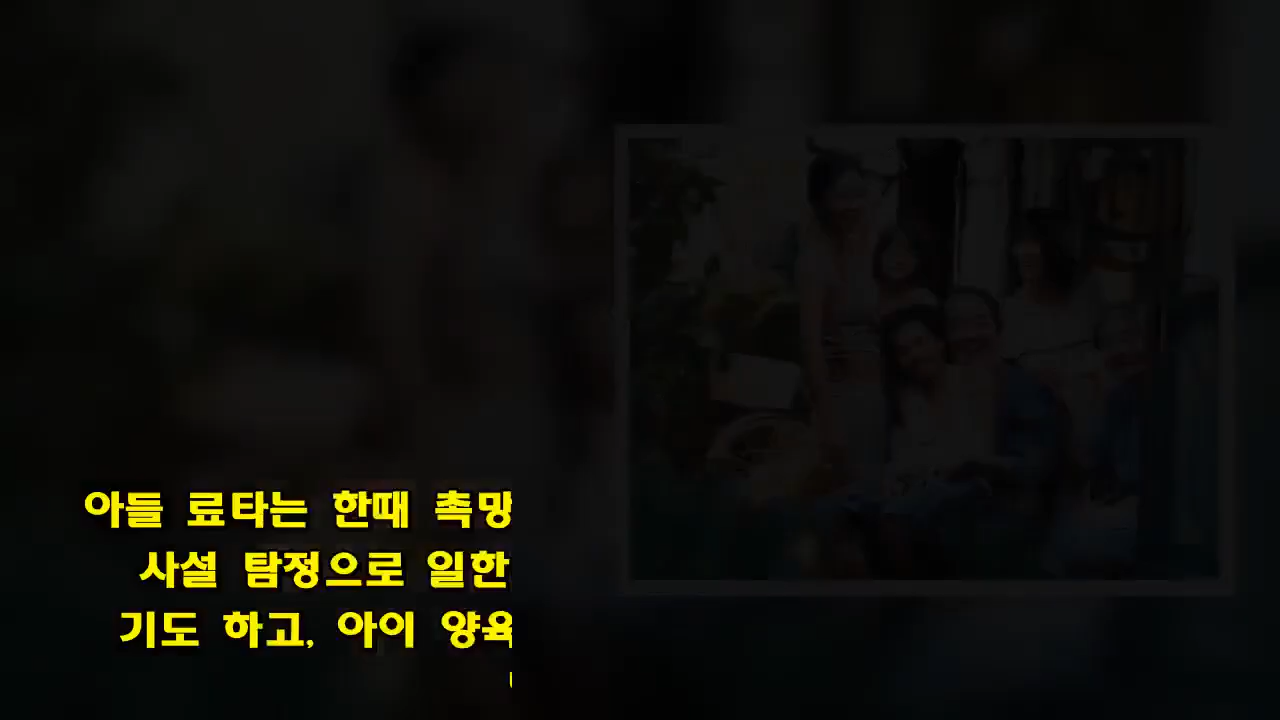 아들 료타는 한때 촉망
사설 탐정으로 일한
기도 하고, 아이 양육